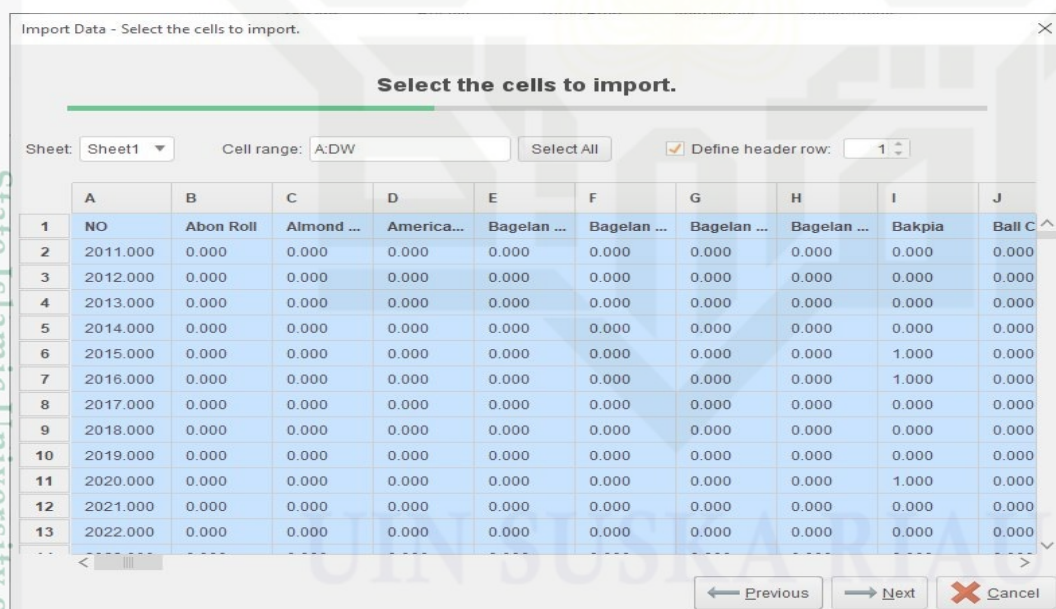 Import Data - Select the cells to import.
Select the cells to import.
Sheet: Sheet1 Cell range: A:DW Select All Define header row: 1
A B C D E F G H I J
1 NO Abon Roll Almond ... America... Bagelan ... Bagelan ... Bagelan ... Bagelan ... Bakpia Ball C
2 2011.000 0.000 0.000 0.000 0.000 0.000 0.000 0.000 0.000 0.000
3 2012.000 0.000 0.000 0.000 0.000 0.000 0.000 0.000 0.000 0.000
4 2013.000 0.000 0.000 0.000 0.000 0.000 0.000 0.000 0.000 0.000
5 2014.000 0.000 0.000 0.000 0.000 0.000 0.000 0.000 0.000 0.000
6 2015.000 0.000 0.000 0.000 0.000 0.000 0.000 0.000 1.000 0.000
7 2016.000 0.000 0.000 0.000 0.000 0.000 0.000 0.000 1.000 0.000
8 2017.000 0.000 0.000 0.000 0.000 0.000 0.000 0.000 0.000 0.000
9 2018.000 0.000 0.000 0.000 0.000 0.000 0.000 0.000 0.000 0.000
10 2019.000 0.000 0.000 0.000 0.000 0.000 0.000 0.000 0.000 0.000
11 2020.000 0.000 0.000 0.000 0.000 0.000 0.000 0.000 1.000 0.000
12 2021.000 0.000 0.000 0.000 0.000 0.000 0.000 0.000 0.000 0.000
13 2022.000 0.000 0.000 0.000 0.000 0.000 0.000 0.000 0.000 0.000
UIN SUSKA RIAU
Previous Next Cancel